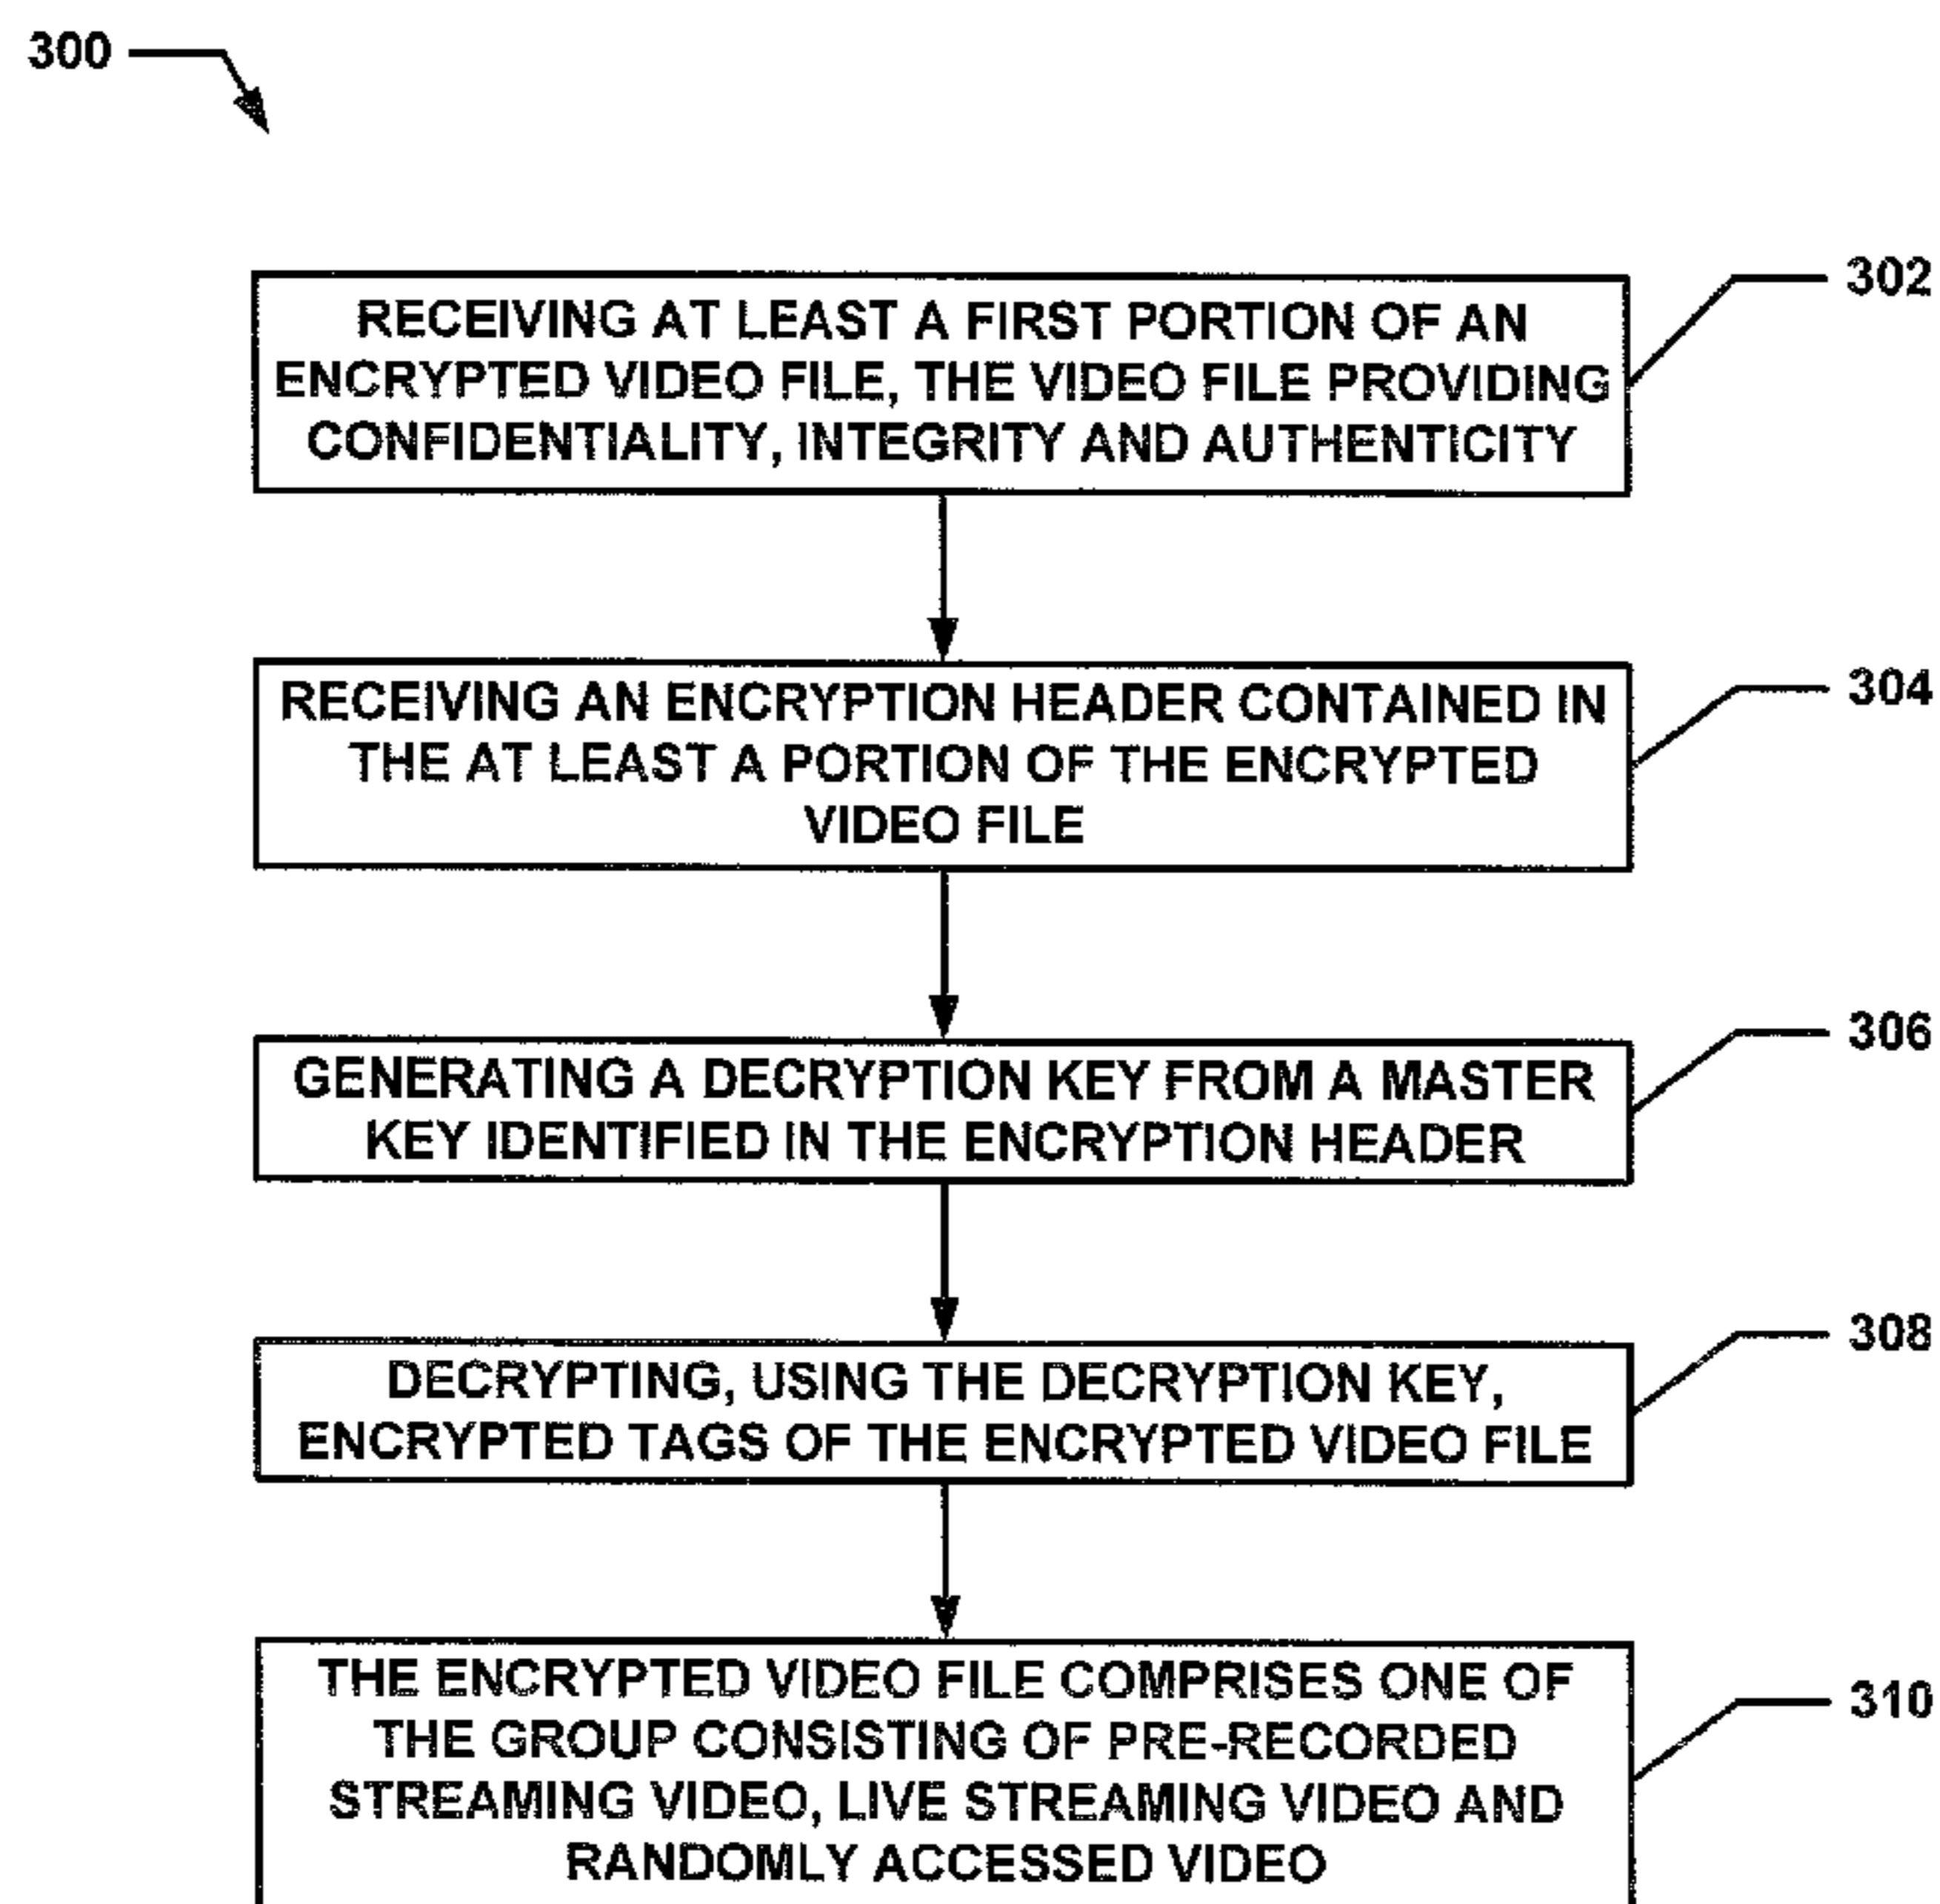 300
302
RECEIVING AT LEAST A FIRST PORTION OF AN
ENCRYPTED VIDEO FILE, THE VIDEO FILE PROVIDING
CONFIDENTIALITY, INTEGRITY AND AUTHENTICITY
304
RECEIVING AN ENCRYPTION HEADER CONTAINED IN
THE AT LEAST A PORTION OF THE ENCRYPTED
VIDEO FILE
306
GENERATING A DECRYPTION KEY FROM A MASTER
KEY IDENTIFIED IN THE ENCRYPTION HEADER
308
DECRYPTING, USING THE DECRYPTION KEY,
ENCRYPTED TAGS OF THE ENCRYPTED VIDEO FILE
310
THE ENCRYPTED VIDEO FILE COMPRISES ONE OF
THE GROUP CONSISTING OF PRE-RECORDED
STREAMING VIDEO, LIVE STREAMING VIDEO AND
RANDOMLY ACCESSED VIDEO